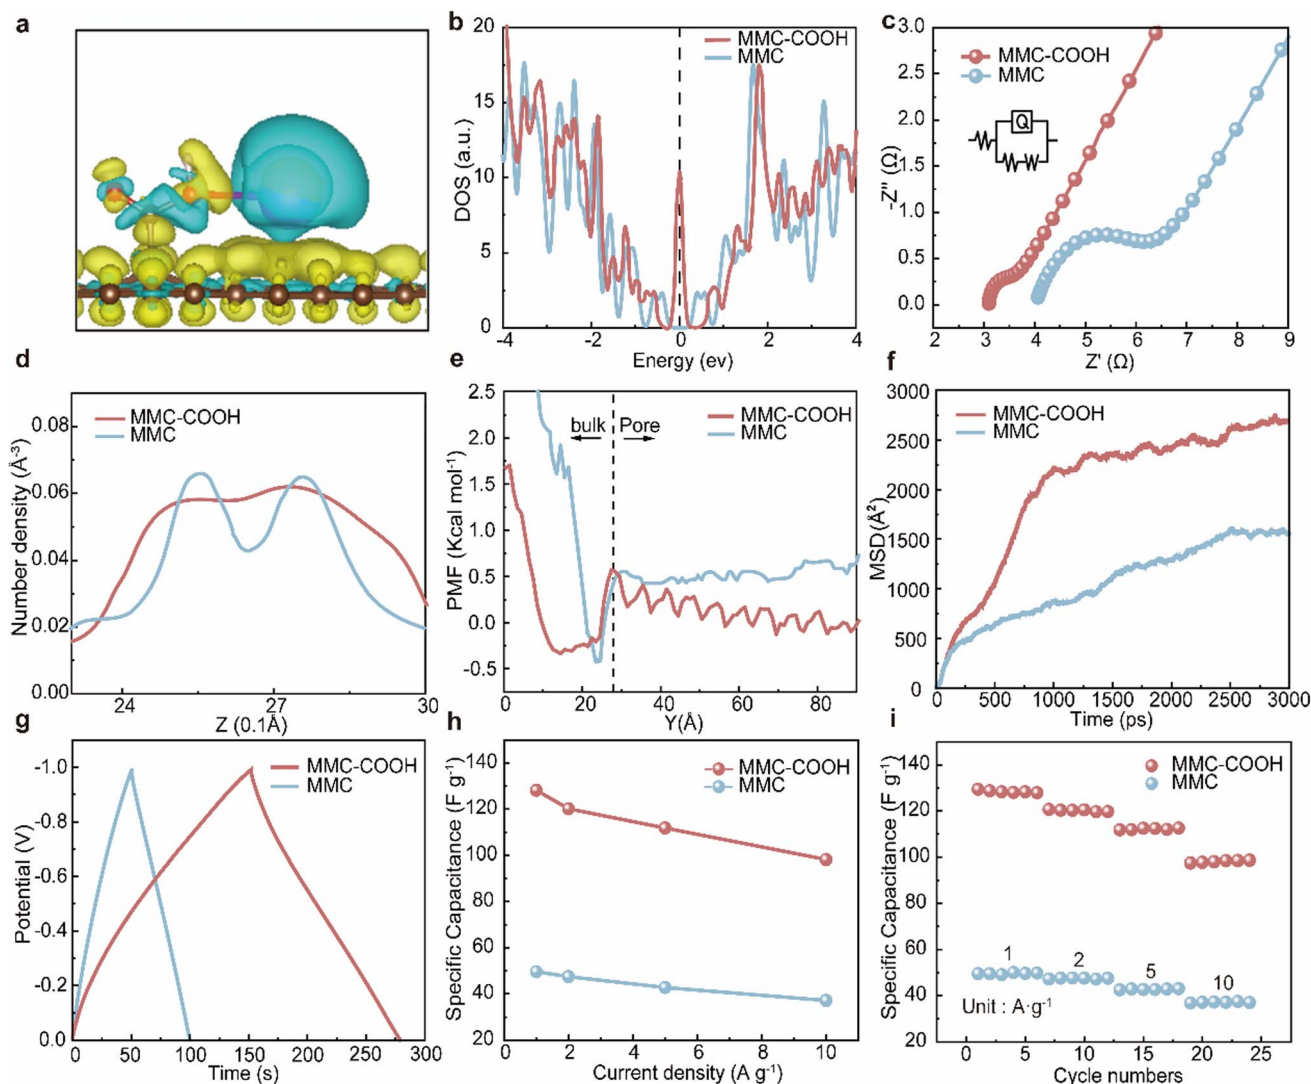 a
b
20
15
10
5
0
DOS (a.u.)
MMC-COOH
MMC
-4
-2
0
2
4
Energy (ev)
c
3.0
2.5
2.0
1.5
1.0
0.5
0.0
-Z" (Ω)
MMC-COOH
MMC
Q
2
3
4
5
6
7
8
9
Z' (Ω)
d
0.08
0.06
0.04
0.02
0.00
Number density (Å-3)
MMC-COOH
MMC
24
27
30
Z (0.1Å)
e
2.5
2.0
1.5
1.0
0.5
0.0
-0.5
PMF (Kcal mol-1)
bulk
Pore
MMC-COOH
MMC
0
20
40
60
80
Y(Å)
f
3000
2500
2000
1500
1000
500
0
MSD(Å²)
MMC-COOH
MMC
0
500
1000
1500
2000
2500
3000
Time (ps)
g
-1.0
-0.8
-0.6
-0.4
-0.2
0.0
Potential (V)
MMC-COOH
MMC
0
50
100
150
200
250
300
Time (s)
h
140
120
100
80
60
40
20
Specific Capacitance (F g-1)
MMC-COOH
MMC
0
2
4
6
8
10
Current density (A g-1)
i
140
120
100
80
60
40
20
Specific Capacitance (F g-1)
MMC-COOH
MMC
1
2
5
10
Unit : A·g-1
0
5
10
15
20
25
Cycle numbers